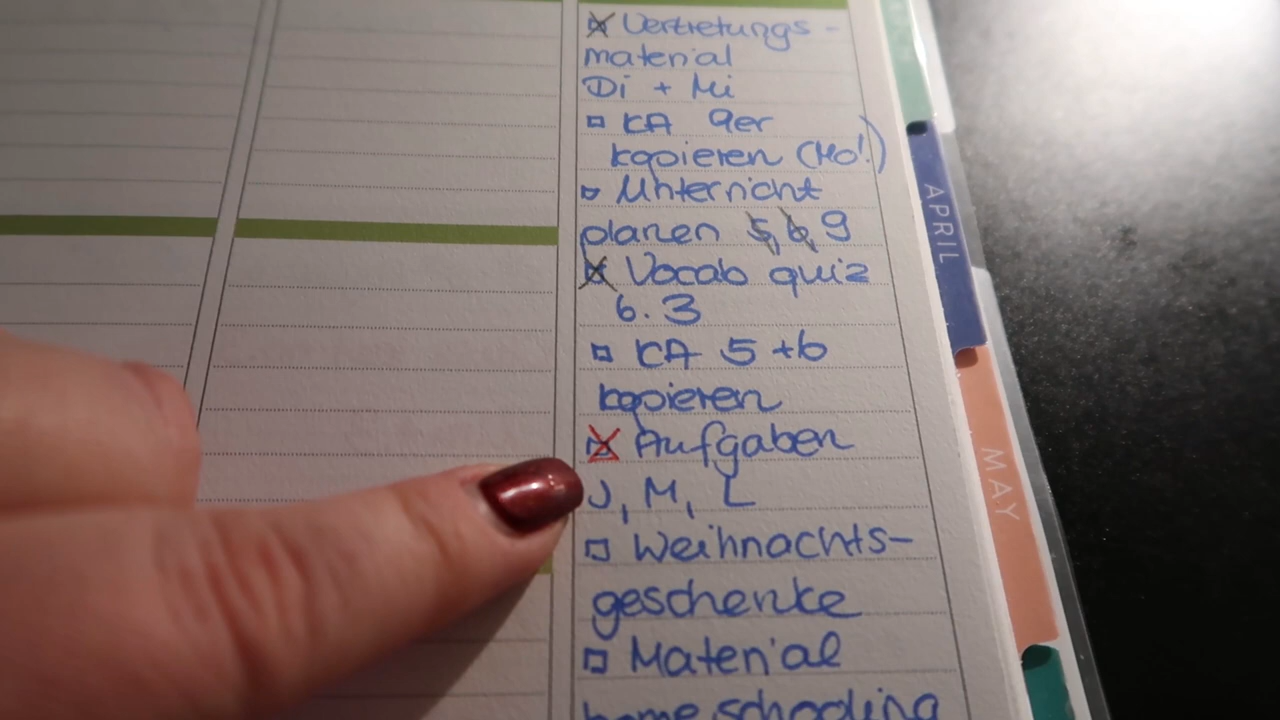 Vertretungs-
material
Di + Mi
KA 9er
kopieren (Mo!)
Unterricht
planen 5, 6, 9
Vocab quiz
6.3
KA 5+6
kopieren
Aufgaben
J, M, L
Weihnachts-
geschenke
Material
homeschooling
APRIL
MAY